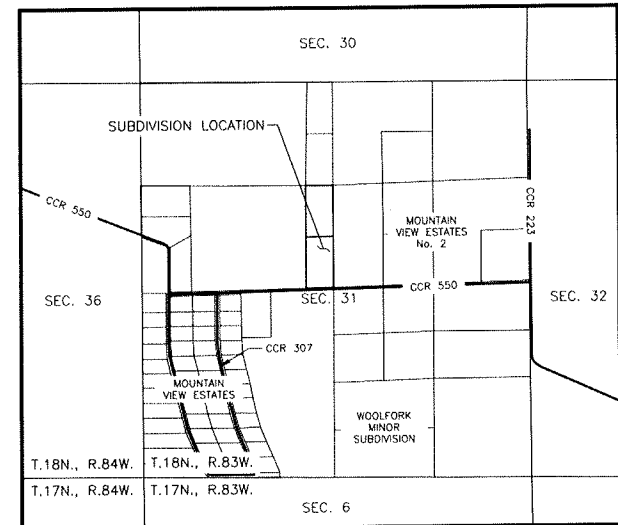 SEC. 30
SUBDIVISION LOCATION
CCR 550
CCR 223
MOUNTAIN
VIEW ESTATES
No. 2
CCR 550
SEC. 36
SEC. 31
SEC. 32
CCR 307
MOUNTAIN
VIEW ESTATES
WOOLFORK
MINOR
SUBDIVISION
T.18N., R.84W.
T.18N., R.83W.
T.17N., R.84W.
T.17N., R.83W.
SEC. 6